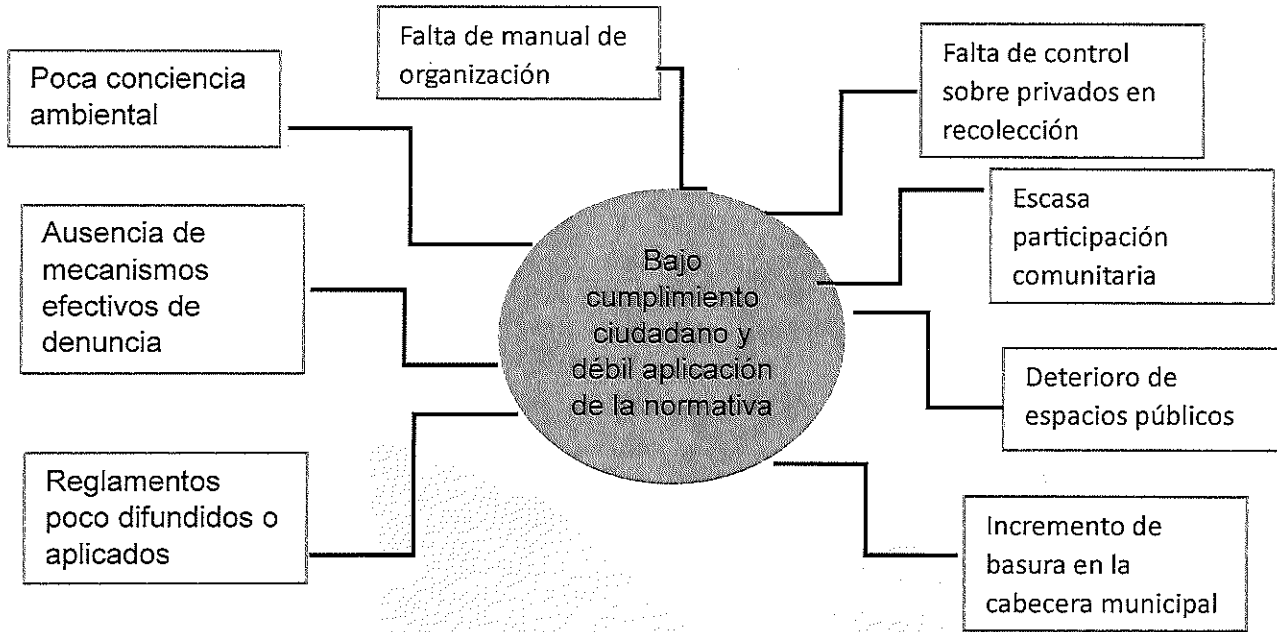 Falta de manual de
organización
Falta de control
sobre privados en
recolección
Poca conciencia
ambiental
Escasa
participación
comunitaria
Ausencia de
mecanismos
efectivos de
denuncia
Bajo
cumplimiento
ciudadano y
débil aplicación
de la normativa
Deterioro de
espacios públicos
Reglamentos
poco difundidos o
aplicados
Incremento de
basura en la
cabecera municipal